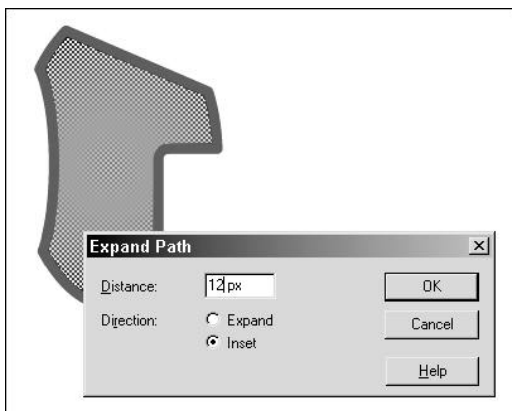 Expand Path
Distance: 12 px OK
Direction: Expand Cancel
Inset
Help